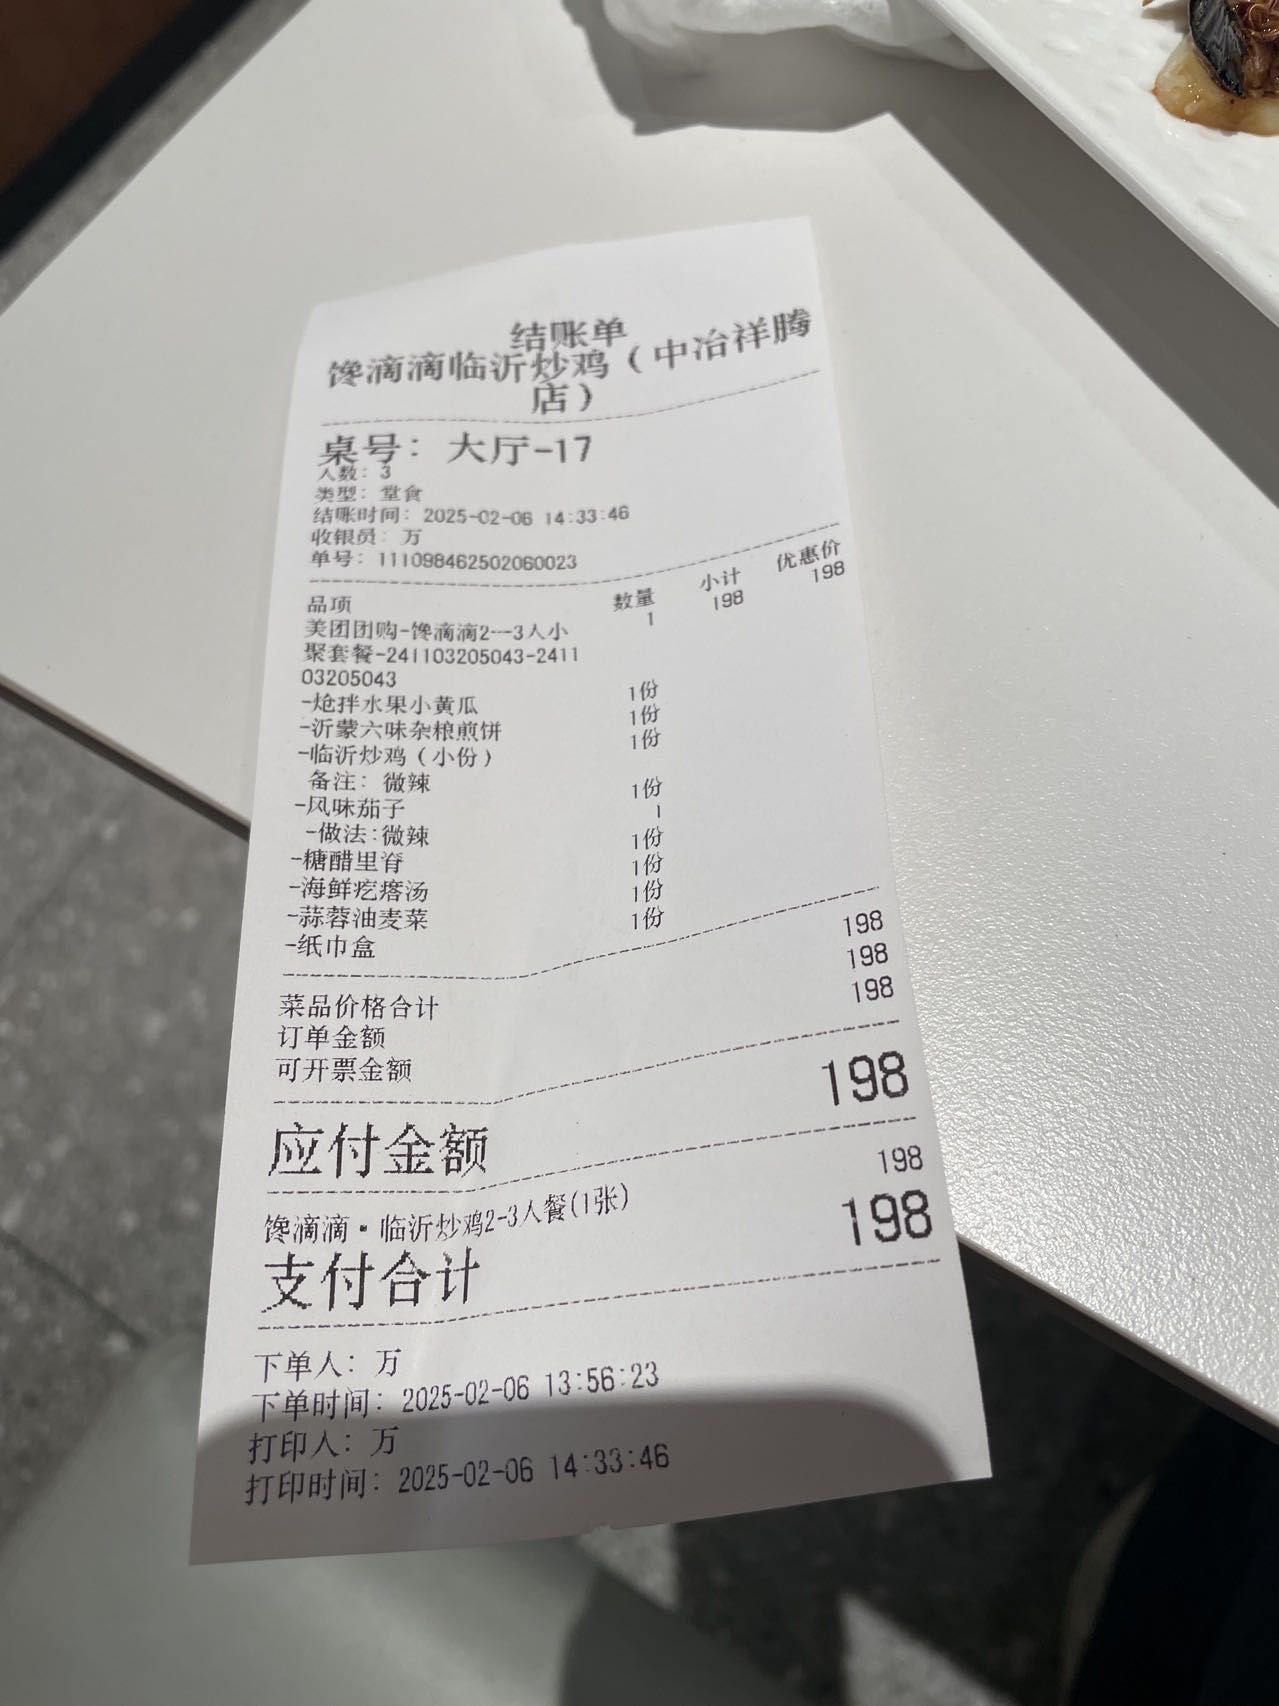 结账单
馋滴滴临沂炒鸡（中冶祥腾
店）
桌号：大厅-17
人数：3
类型：堂食
结账时间：2025-02-06 14:33:46
收银员：万
单号：111098462502060023
品项 数量 小计 优惠价
美团团购-馋滴滴2--3人小 1 198 198
聚套餐-241103205043-2411
03205043
-炝拌水果小黄瓜 1份
-沂蒙六味杂粮煎饼 1份
-临沂炒鸡（小份） 1份
备注：微辣
-风味茄子 1份
-做法:微辣 1
-糖醋里脊 1份
-海鲜疙瘩汤 1份
-蒜蓉油麦菜 1份
-纸巾盒 1份
菜品价格合计 198
订单金额 198
可开票金额 198
应付金额 198
馋滴滴·临沂炒鸡2-3人餐(1张) 198
支付合计 198
下单人：万
下单时间：2025-02-06 13:56:23
打印人：万
打印时间：2025-02-06 14:33:46